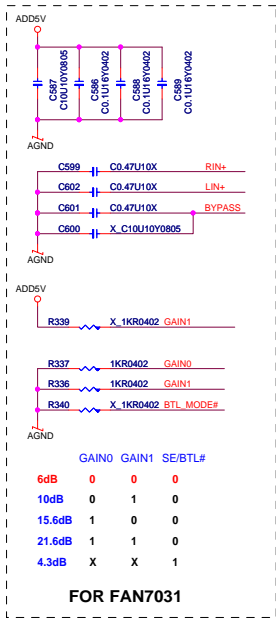 ADD5V
C587
C10U10Y0805
C586
C0.1U16Y0402
C588
C0.1U16Y0402
C589
C0.1U16Y0402
AGND
C599 C0.47U10X RIN+
C602 C0.47U10X LIN+
C601 C0.47U10X BYPASS
C600 X_C10U10Y0805
AGND
ADD5V
R339 X_1KR0402 GAIN1
R337 1KR0402 GAIN0
R336 1KR0402 GAIN1
R340 X_1KR0402 BTL_MODE#
AGND
GAIN0 GAIN1 SE/BTL#
6dB 0 0 0
10dB 0 1 0
15.6dB 1 0 0
21.6dB 1 1 0
4.3dB X X 1
FOR FAN7031